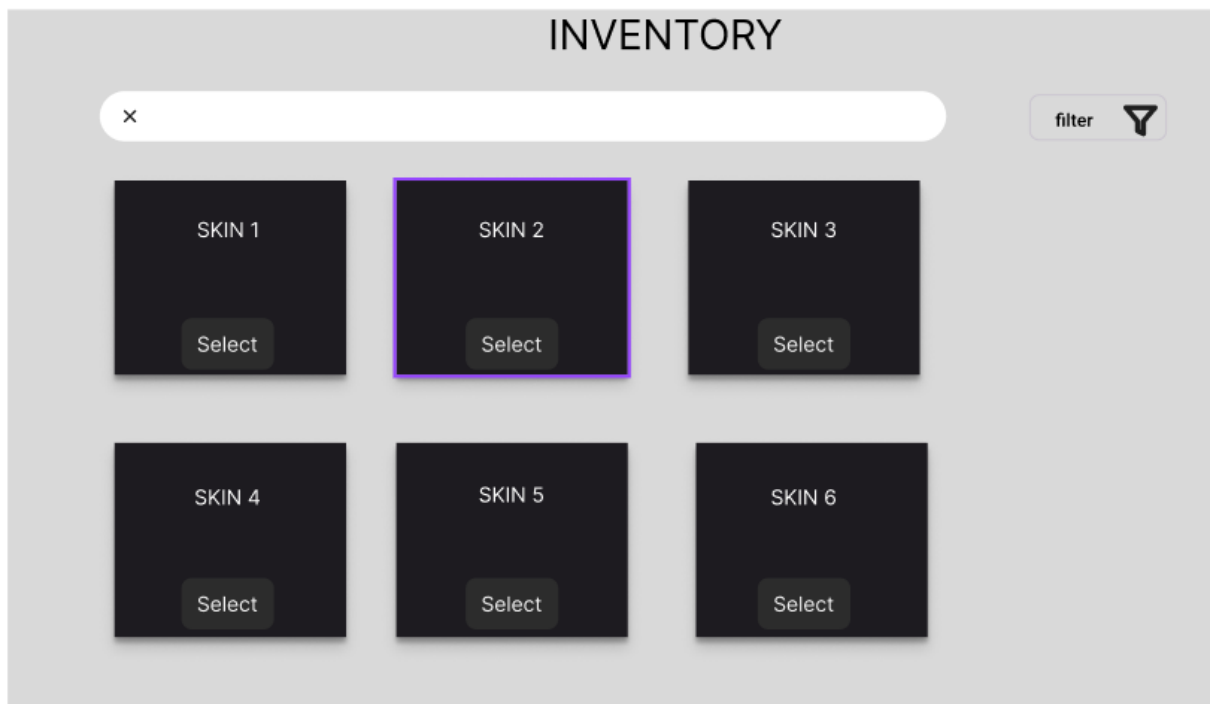 INVENTORY
filter
SKIN 1
SKIN 2
SKIN 3
Select
Select
Select
SKIN 4
SKIN 5
SKIN 6
Select
Select
Select